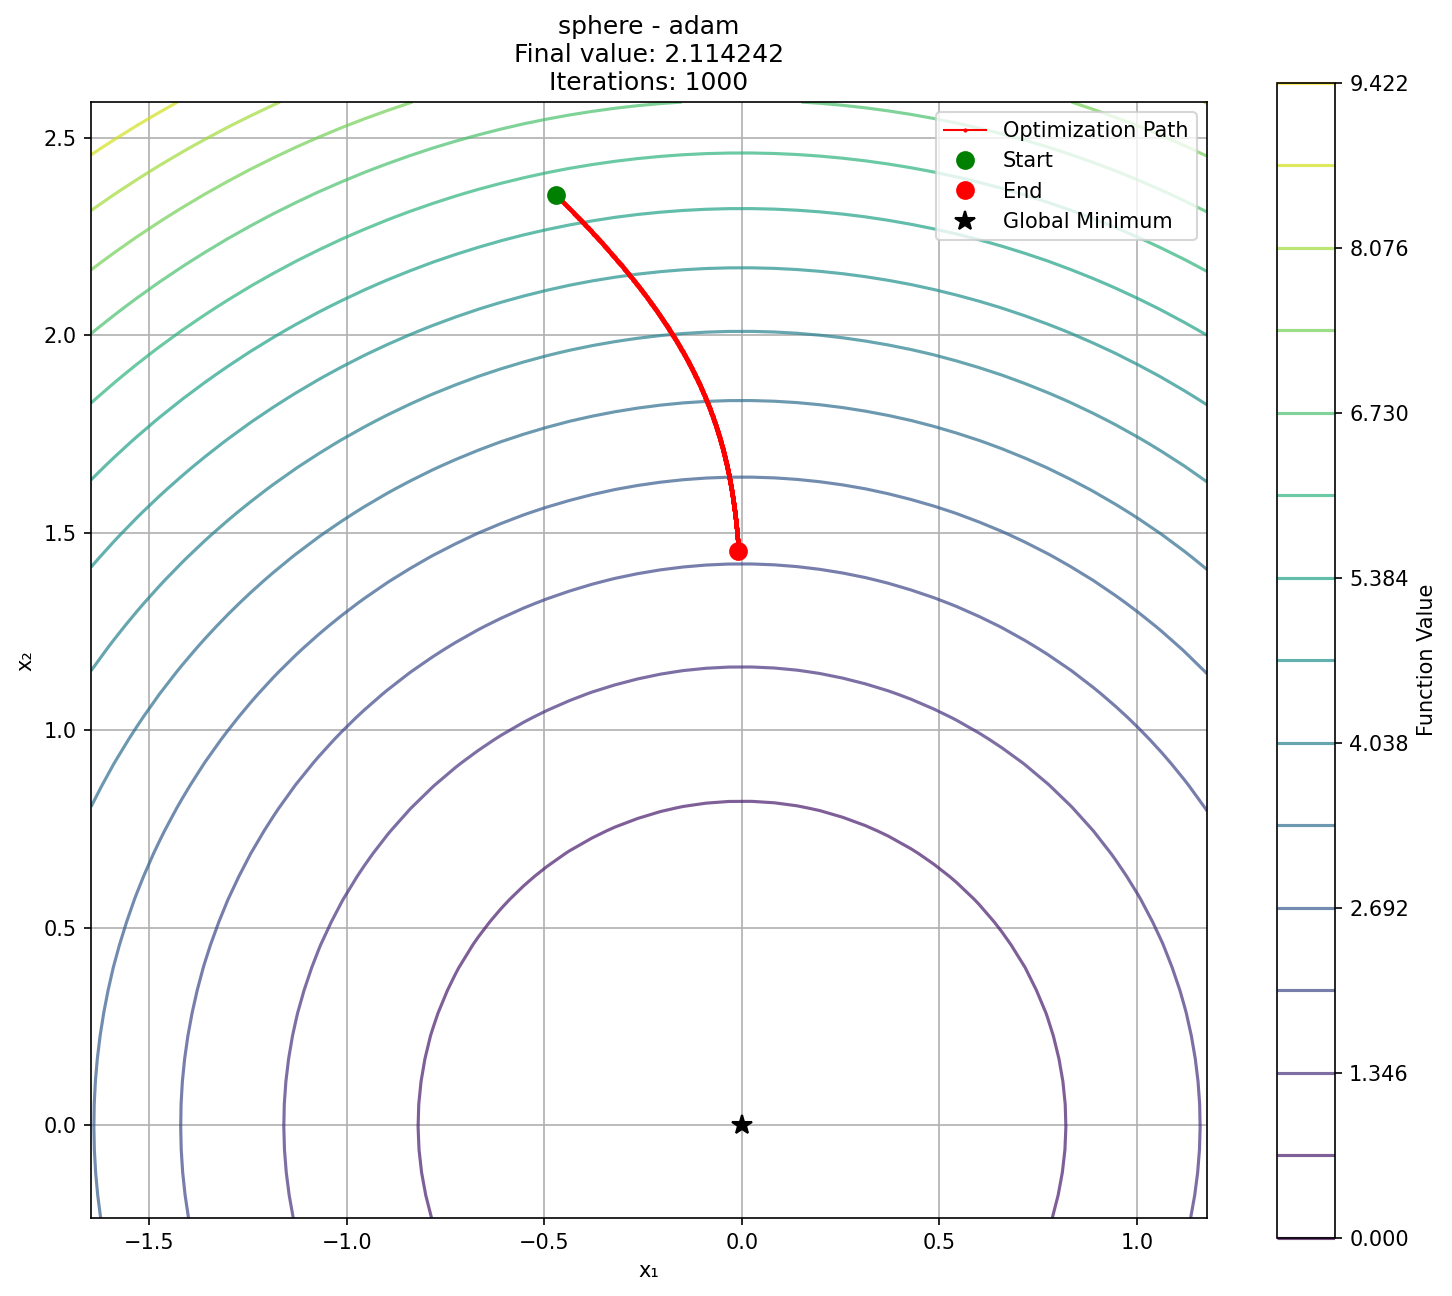 sphere - adam
Final value: 2.114242
Iterations: 1000
Optimization Path
Start
End
Global Minimum
2.5
2.0
1.5
1.0
0.5
0.0
x₂
−1.5
−1.0
−0.5
0.0
0.5
1.0
x₁
9.422
8.076
6.730
5.384
4.038
2.692
1.346
0.000
Function Value